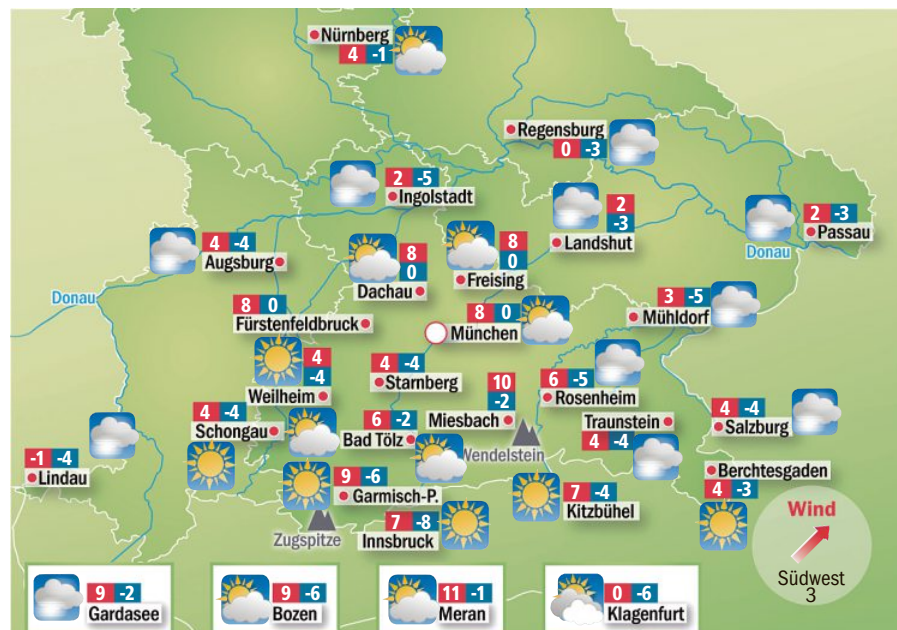 Nürnberg
4 -1
Regensburg
0 -3
2 -5
Ingolstadt
2
-3
Landshut
2 -3
Passau
Donau
4 -4
Augsburg
8
0
Dachau
8
0
Freising
Donau
8 0
Fürstenfeldbruck
8 0
München
3 -5
Mühldorf
4
-4
Weilheim
4 -4
Starnberg
10
-2
Miesbach
6 -5
Rosenheim
4 -4
Schongau
6 -2
Bad Tölz
Wendelstein
Traunstein
4 -4
4 -4
Salzburg
-1 -4
Lindau
9 -6
Garmisch-P.
Zugspitze
7 -8
Innsbruck
7 -4
Kitzbühel
Berchtesgaden
4 -3
Wind
Südwest
3
9 -2
Gardasee
9 -6
Bozen
11 -1
Meran
0 -6
Klagenfurt